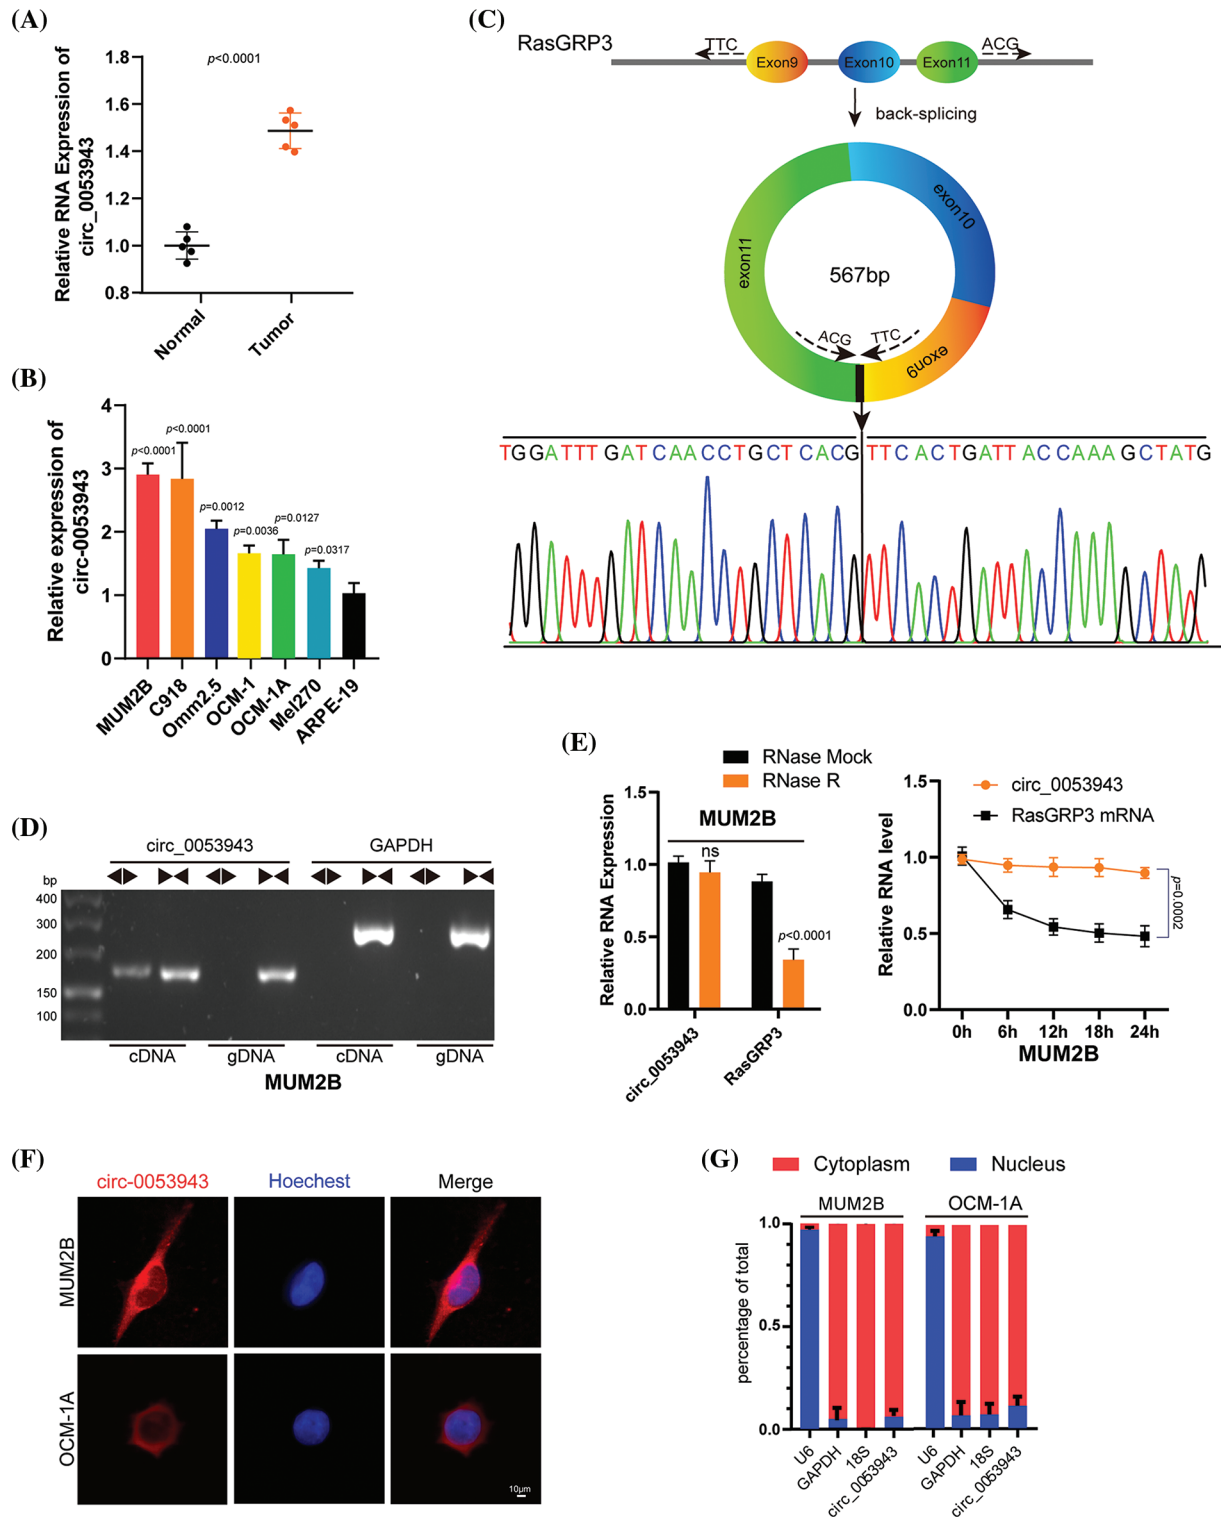 (A)
Relative RNA Expression of
circ_0053943
1.8
1.6
1.4
1.2
1.0
0.8
p<0.0001
Normal
Tumor
(B)
Relative expression of
circ-0053943
4
3
2
1
0
p<0.0001
p<0.0001
p=0.0012
p=0.0036
p=0.0127
p=0.0317
MUM2B
C918
Omm2.5
OCM-1
OCM-1A
Mel270
ARPE-19
(C)
RasGRP3
TTC
Exon9
Exon10
Exon11
ACG
back-splicing
exon11
exon10
exon9
567bp
ACG
TTC
TGGATTTGATCAACCTGCTCACG TTCACTGATTACCAAAGCTATG
(D)
circ_0053943
GAPDH
bp
400
300
200
150
100
cDNA
gDNA
cDNA
gDNA
MUM2B
(E)
RNase Mock
RNase R
Relative RNA Expression
1.5
1.0
0.5
0.0
MUM2B
ns
p<0.0001
circ_0053943
RasGRP3
Relative RNA level
1.5
1.0
0.5
0.0
circ_0053943
RasGRP3 mRNA
p=0.0002
0h
6h
12h
18h
24h
MUM2B
(F)
circ-0053943
Hoechest
Merge
MUM2B
OCM-1A
10μm
(G)
Cytoplasm
Nucleus
MUM2B
OCM-1A
percentage of total
1.0
0.5
0.0
U6
GAPDH
18S
circ_0053943
U6
GAPDH
18S
circ_0053943